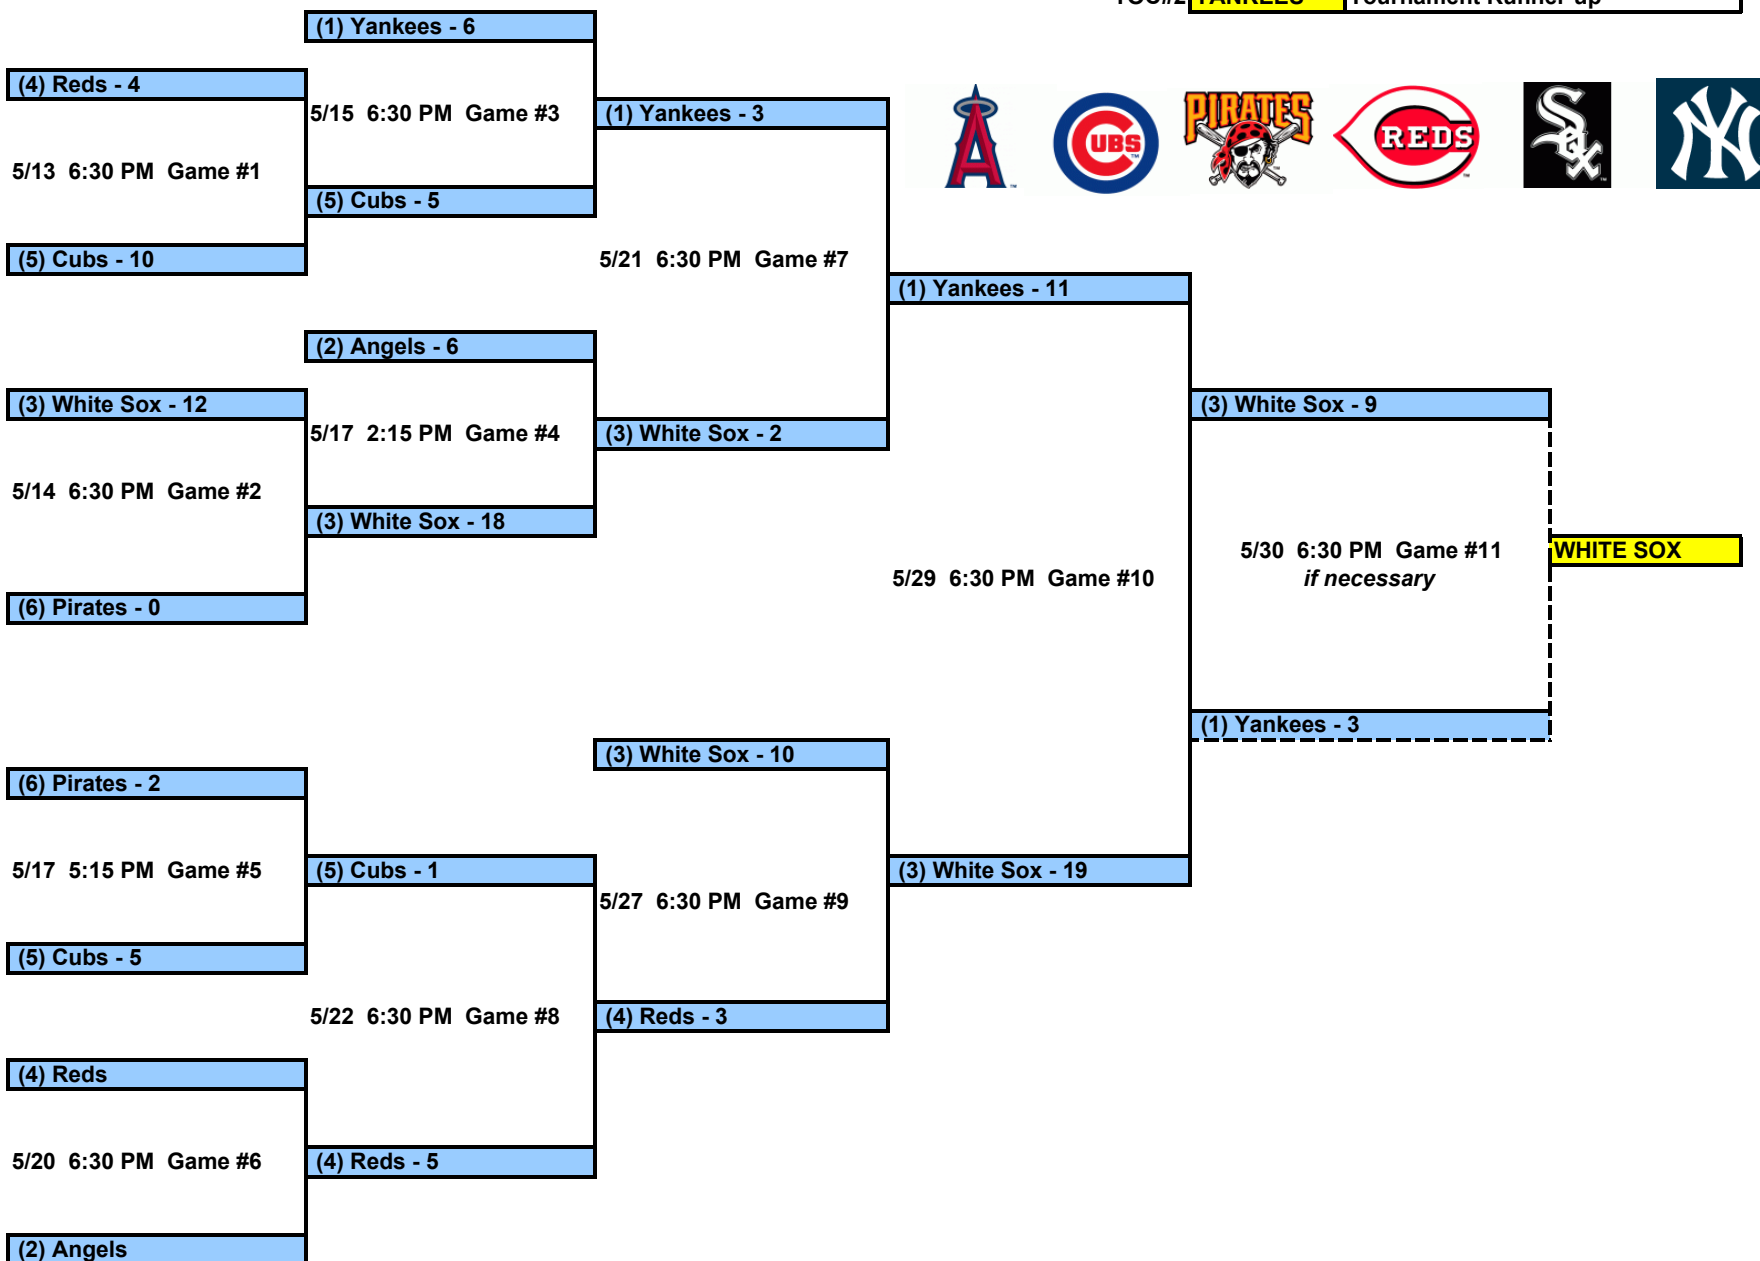 YANKEES Tournament Runner-up
(1) Yankees - 6
(4) Reds - 4
5/15 6:30 PM Game #3
(1) Yankees - 3
PIRATES
CUBS
REDS
Sox
NY
5/13 6:30 PM Game #1
(5) Cubs - 5
(5) Cubs - 10
5/21 6:30 PM Game #7
(1) Yankees - 11
(2) Angels - 6
(3) White Sox - 12
(3) White Sox - 9
5/17 2:15 PM Game #4
(3) White Sox - 2
5/14 6:30 PM Game #2
(3) White Sox - 18
5/30 6:30 PM Game #11
WHITE SOX
5/29 6:30 PM Game #10
if necessary
(6) Pirates - 0
(1) Yankees - 3
(3) White Sox - 10
(6) Pirates - 2
5/17 5:15 PM Game #5
(5) Cubs - 1
(3) White Sox - 19
5/27 6:30 PM Game #9
(5) Cubs - 5
5/22 6:30 PM Game #8
(4) Reds - 3
(4) Reds
5/20 6:30 PM Game #6
(4) Reds - 5
(2) Angels